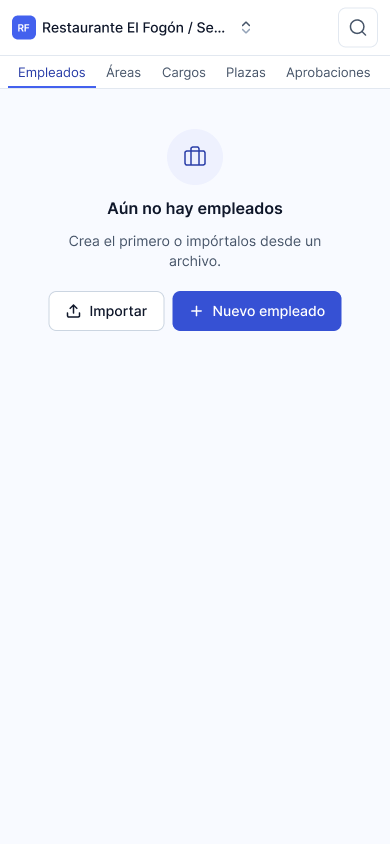 RF Restaurante El Fogón / Se...
Empleados Áreas Cargos Plazas Aprobaciones
Aún no hay empleados
Crea el primero o impórtalos desde un
archivo.
Importar Nuevo empleado